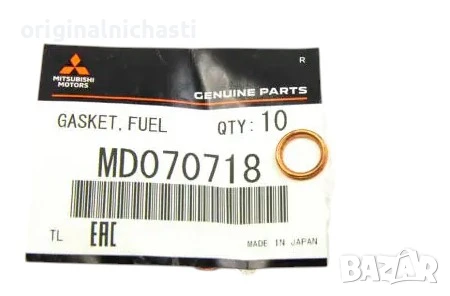 originalnichasti
R
MITSUBISHI
MOTORS
GENUINE PARTS
GASKET, FUEL QTY: 10
MD070718
TL EAC MADE IN JAPAN
bazar